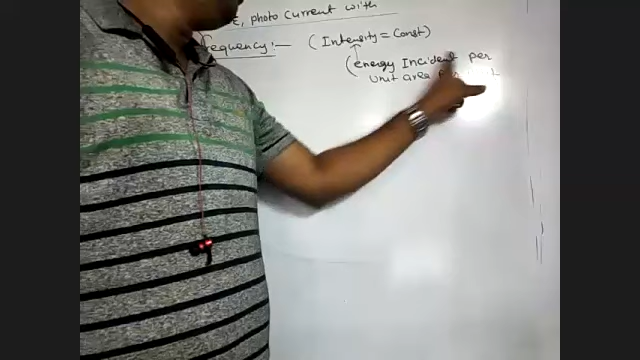 photo current with
Frequency:— (Intensity = Const)
(energy Incident per
unit area